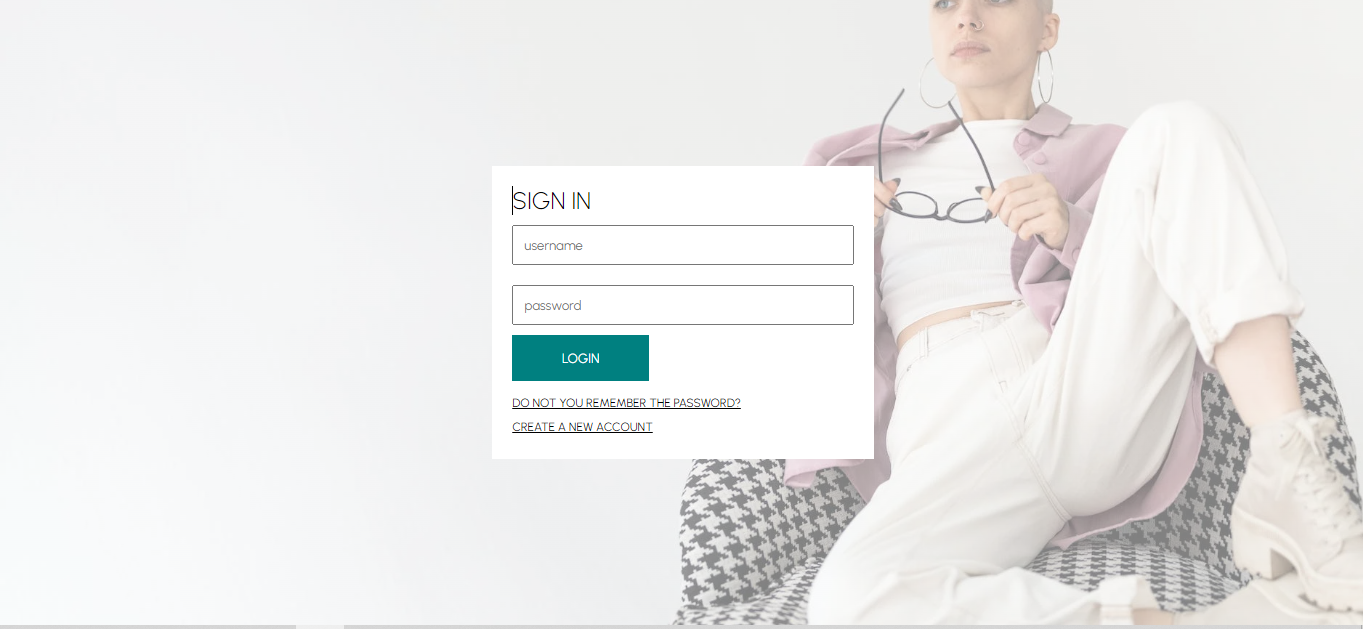 SIGN IN
username
password
LOGIN
DO NOT YOU REMEMBER THE PASSWORD?
CREATE A NEW ACCOUNT